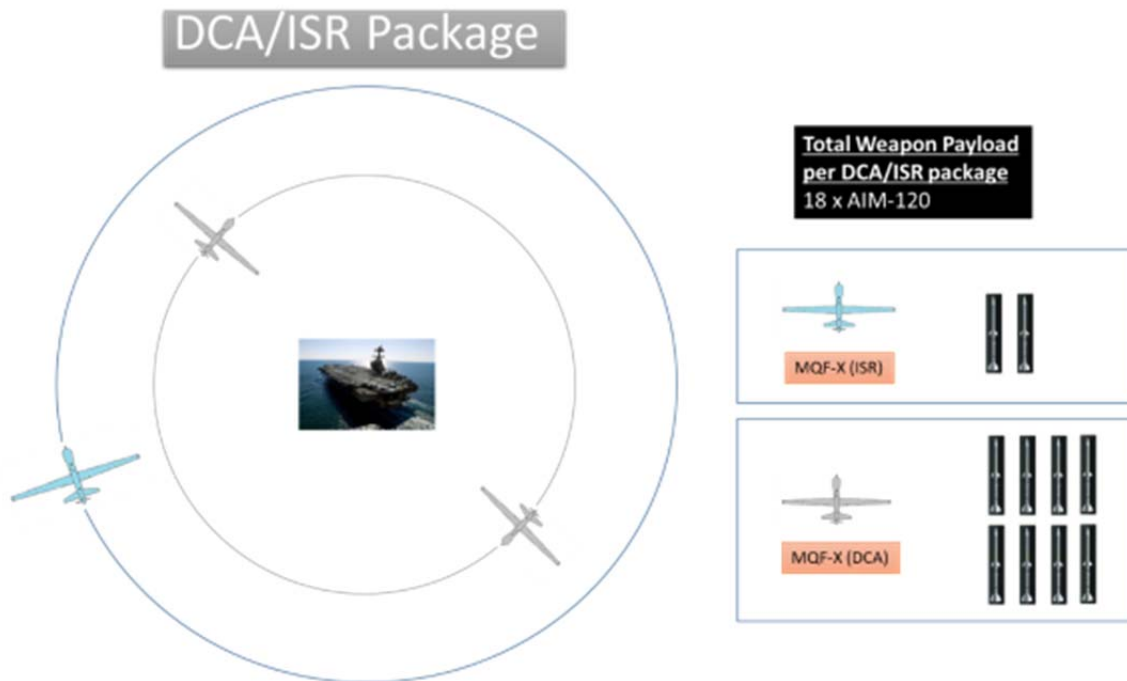 DCA/ISR Package
Total Weapon Payload
per DCA/ISR package
18 x AIM-120
MQF-X (ISR)
MQF-X (DCA)